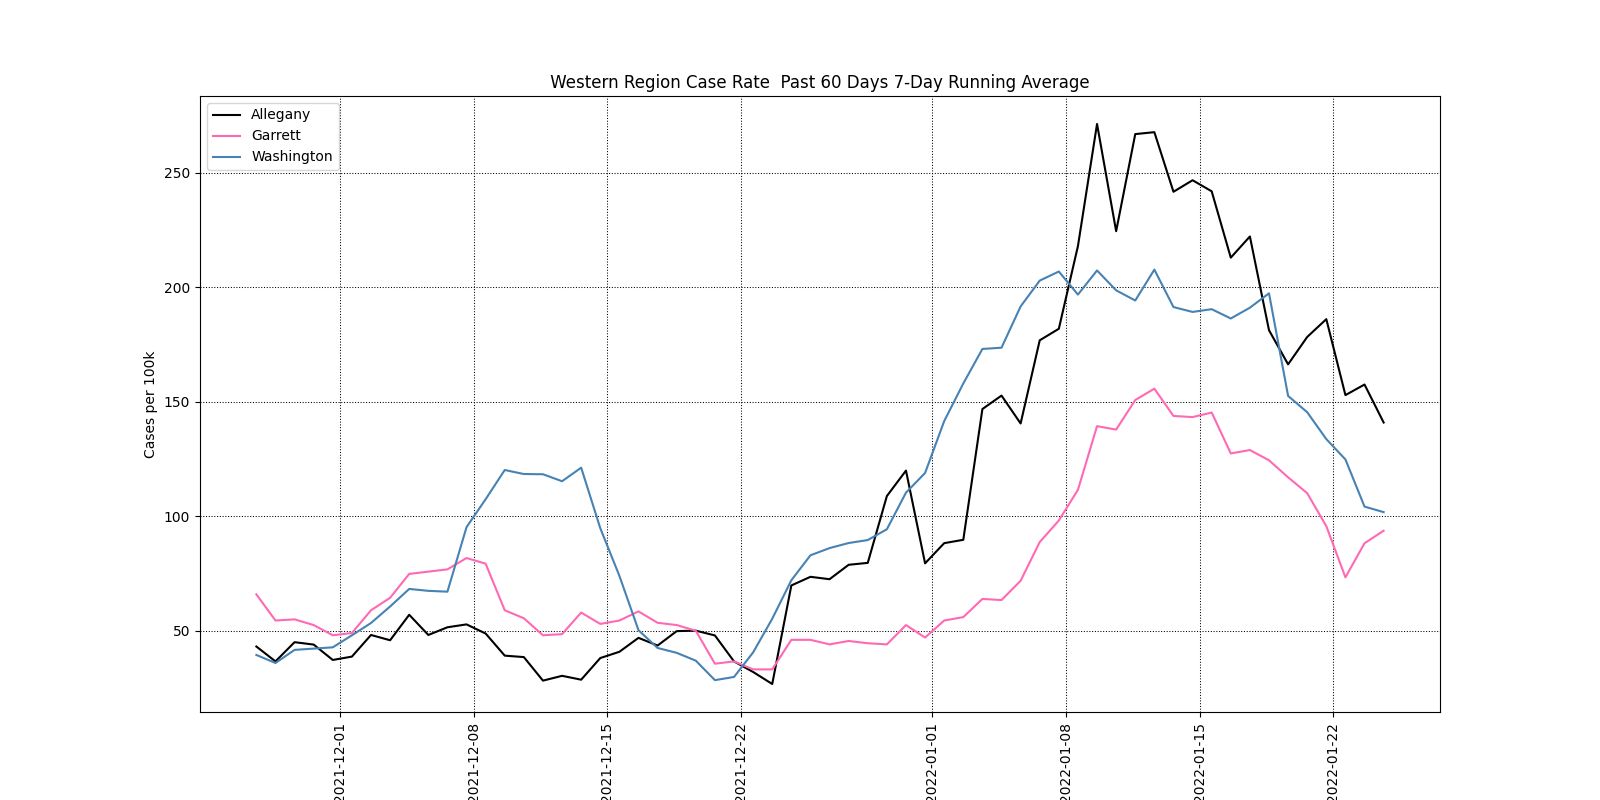 Western Region Case Rate  Past 60 Days 7-Day Running Average
Allegany
Garrett
Washington
250
200
150
100
50
Cases per 100k
2021-12-01
2021-12-08
2021-12-15
2021-12-22
2022-01-01
2022-01-08
2022-01-15
2022-01-22